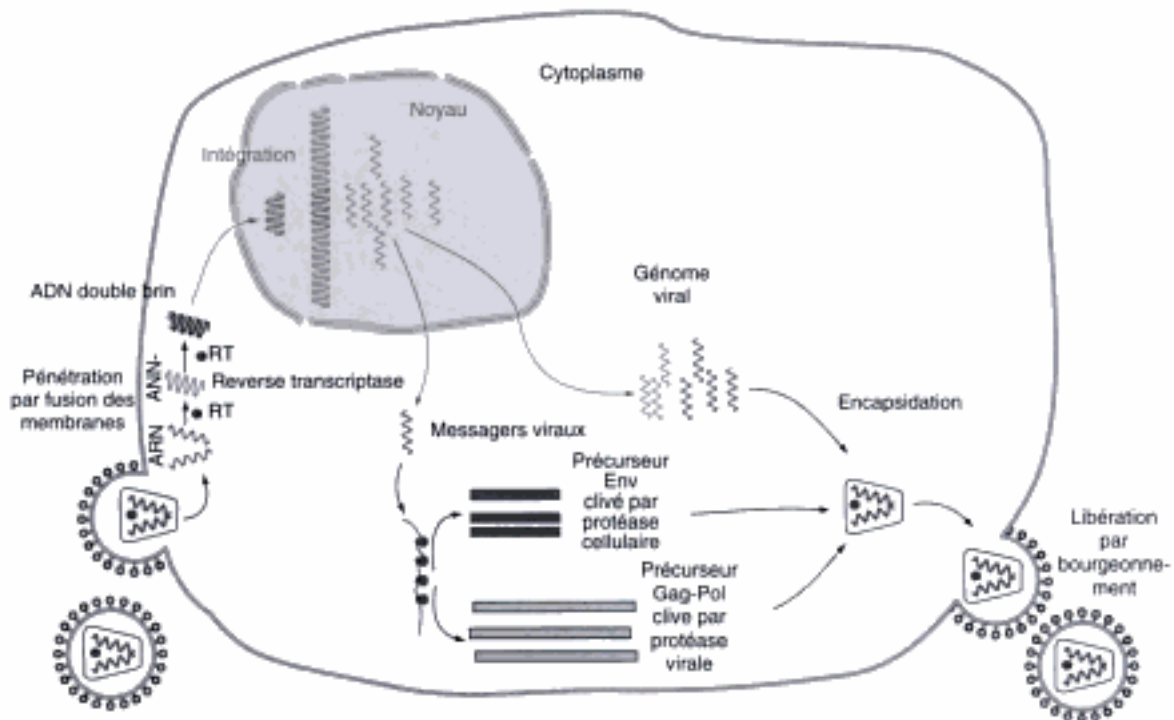 Cytoplasme
Noyau
Intégration
ADN double brin
RT
ANN-
Reverse transcriptase
RT
ARN
Pénétration
par fusion des
membranes
Génome
viral
Messagers viraux
Encapsidation
Précurseur
Env
clivé par
protéase
cellulaire
Précurseur
Gag-Pol
clive par
protéase
virale
Libération
par
bourgeonne-
ment